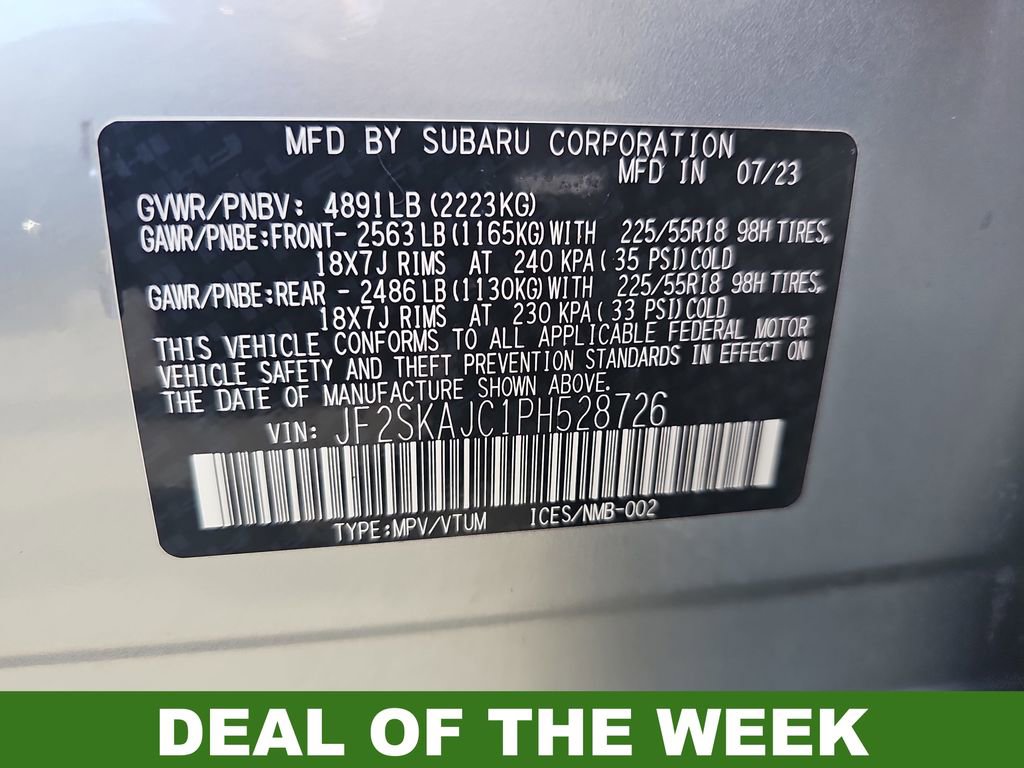 MFD BY SUBARU CORPORATION
MFD IN 07/23
GVWR/PNBV: 4891LB (2223KG)
GAWR/PNBE:FRONT- 2563LB(1165KG)WITH 225/55R18 98H TIRES,
18X7J RIMS AT 240 KPA( 35 PSI)COLD
GAWR/PNBE:REAR - 2486LB(1130KG)WITH 225/55R18 98H TIRES,
18X7J RIMS AT 230 KPA( 33 PSI)COLD
THIS VEHICLE CONFORMS TO ALL APPLICABLE FEDERAL MOTOR
VEHICLE SAFETY AND THEFT PREVENTION STANDARDS IN EFFECT ON
THE DATE OF MANUFACTURE SHOWN ABOVE.
VIN: JF2SKAJC1PH528726
TYPE:MPV/VTUM ICES/NMB-002
DEAL OF THE WEEK